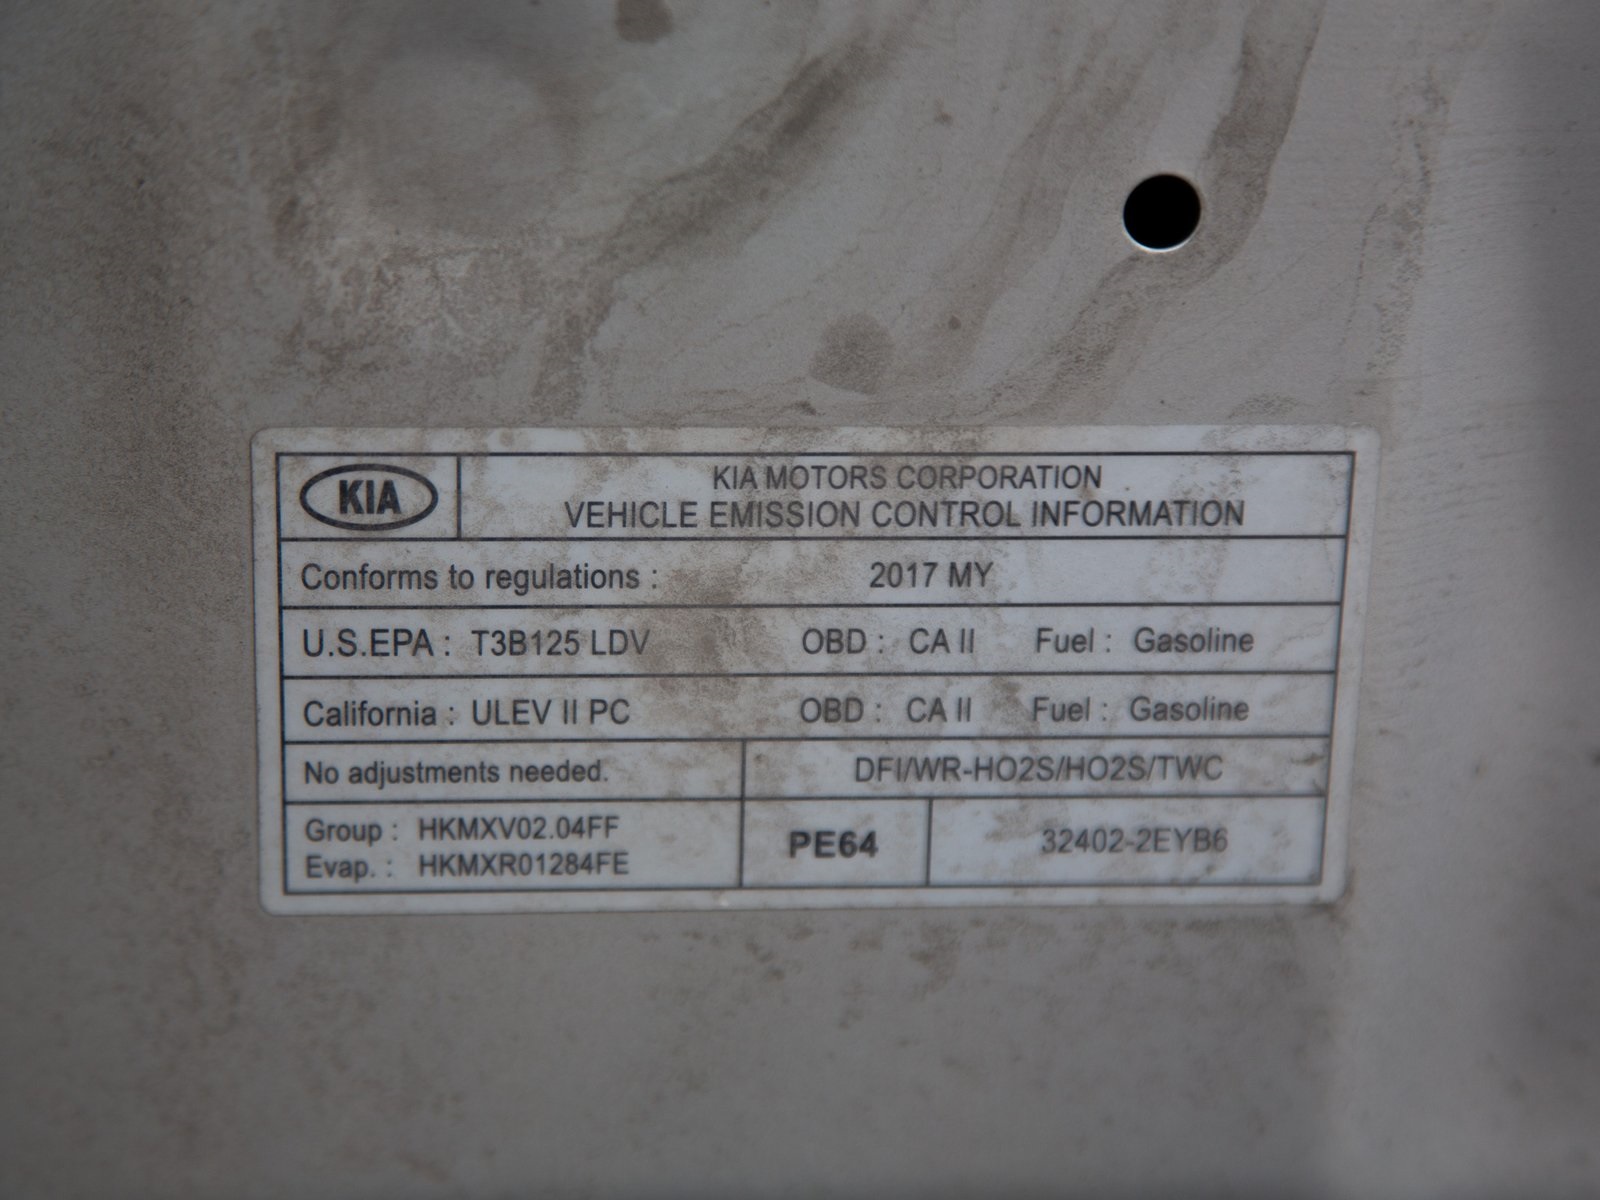 KIA
KIA MOTORS CORPORATION
VEHICLE EMISSION CONTROL INFORMATION
Conforms to regulations : 2017 MY
U.S.EPA : T3B125 LDV OBD : CA II Fuel : Gasoline
California : ULEV II PC OBD : CA II Fuel : Gasoline
No adjustments needed. DFI/WR-HO2S/HO2S/TWC
Group : HKMXV02.04FF
Evap. : HKMXR01284FE
PE64
32402-2EYB6